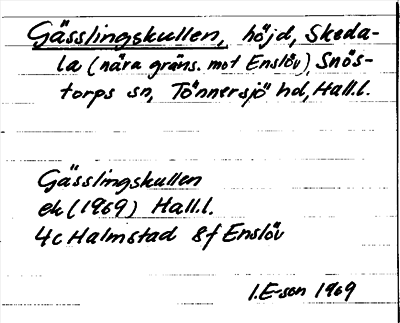 Gässlingskullen, höjd, Skeda-
la (nära gräns. mot Enslöv), Snös-
torps sn, Tönnersjö hd, Hall.l.
Gässlingskullen
ek (1969) Hall.l.
4c Halmstad 8f Enslöv
I.E-son 1969